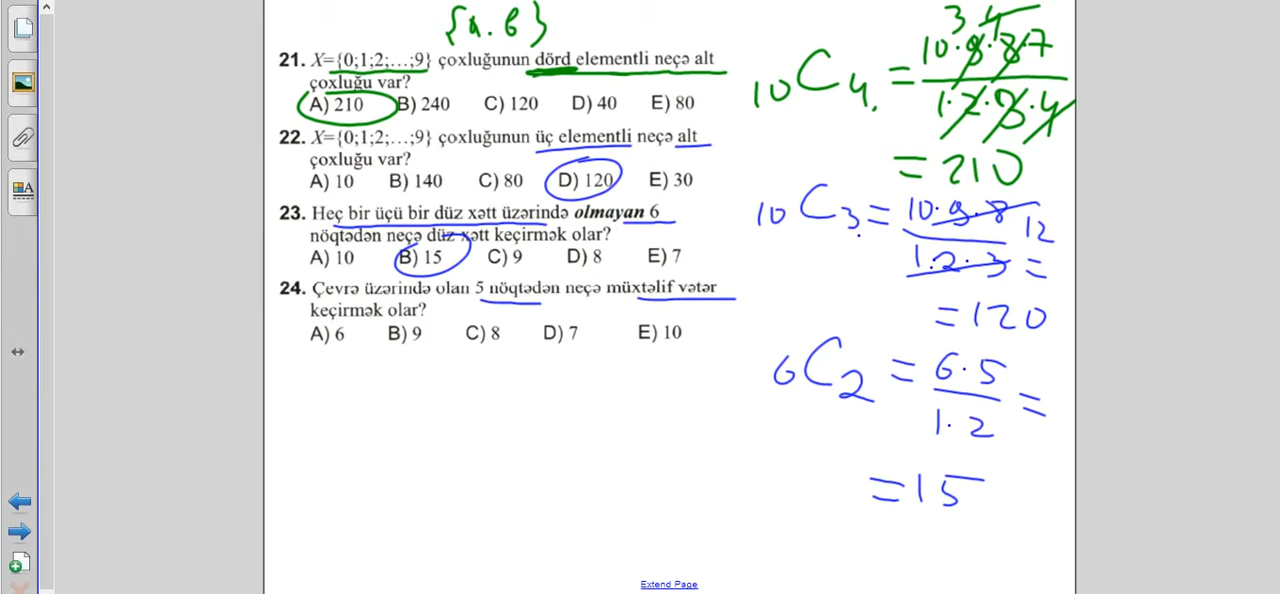 {a. b}
21. X={0;1;2;...;9} çoxluğunun dörd elementli neçə alt
çoxluğu var?
A) 210 B) 240 C) 120 D) 40 E) 80
22. X={0;1;2;...;9} çoxluğunun üç elementli neçə alt
çoxluğu var?
A) 10 B) 140 C) 80 D) 120 E) 30
23. Heç bir üçü bir düz xətt üzərində olmayan 6
nöqtədən neçə düz xətt keçirmək olar?
A) 10 B) 15 C) 9 D) 8 E) 7
24. Çevrə üzərində olan 5 nöqtədən neçə müxtəlif vətər
keçirmək olar?
A) 6 B) 9 C) 8 D) 7 E) 10
3 4
10C4. = 10·9·8·7
1·2·3·4
= 210
10C3 = 10·9·8 12
1·2·3 =
= 120
6C2 = 6·5 =
1·2
= 15
Extend Page